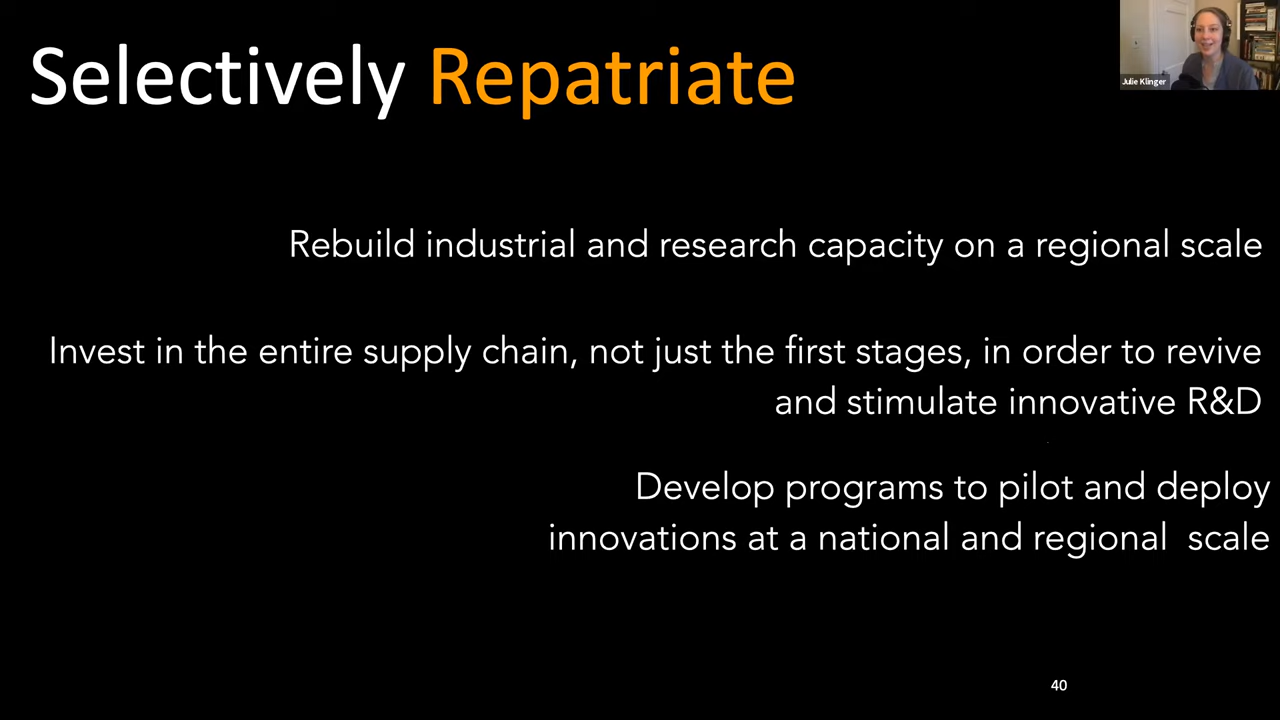 Selectively Repatriate
Julie Klinger
Rebuild industrial and research capacity on a regional scale
Invest in the entire supply chain, not just the first stages, in order to revive
and stimulate innovative R&D
Develop programs to pilot and deploy
innovations at a national and regional  scale
40